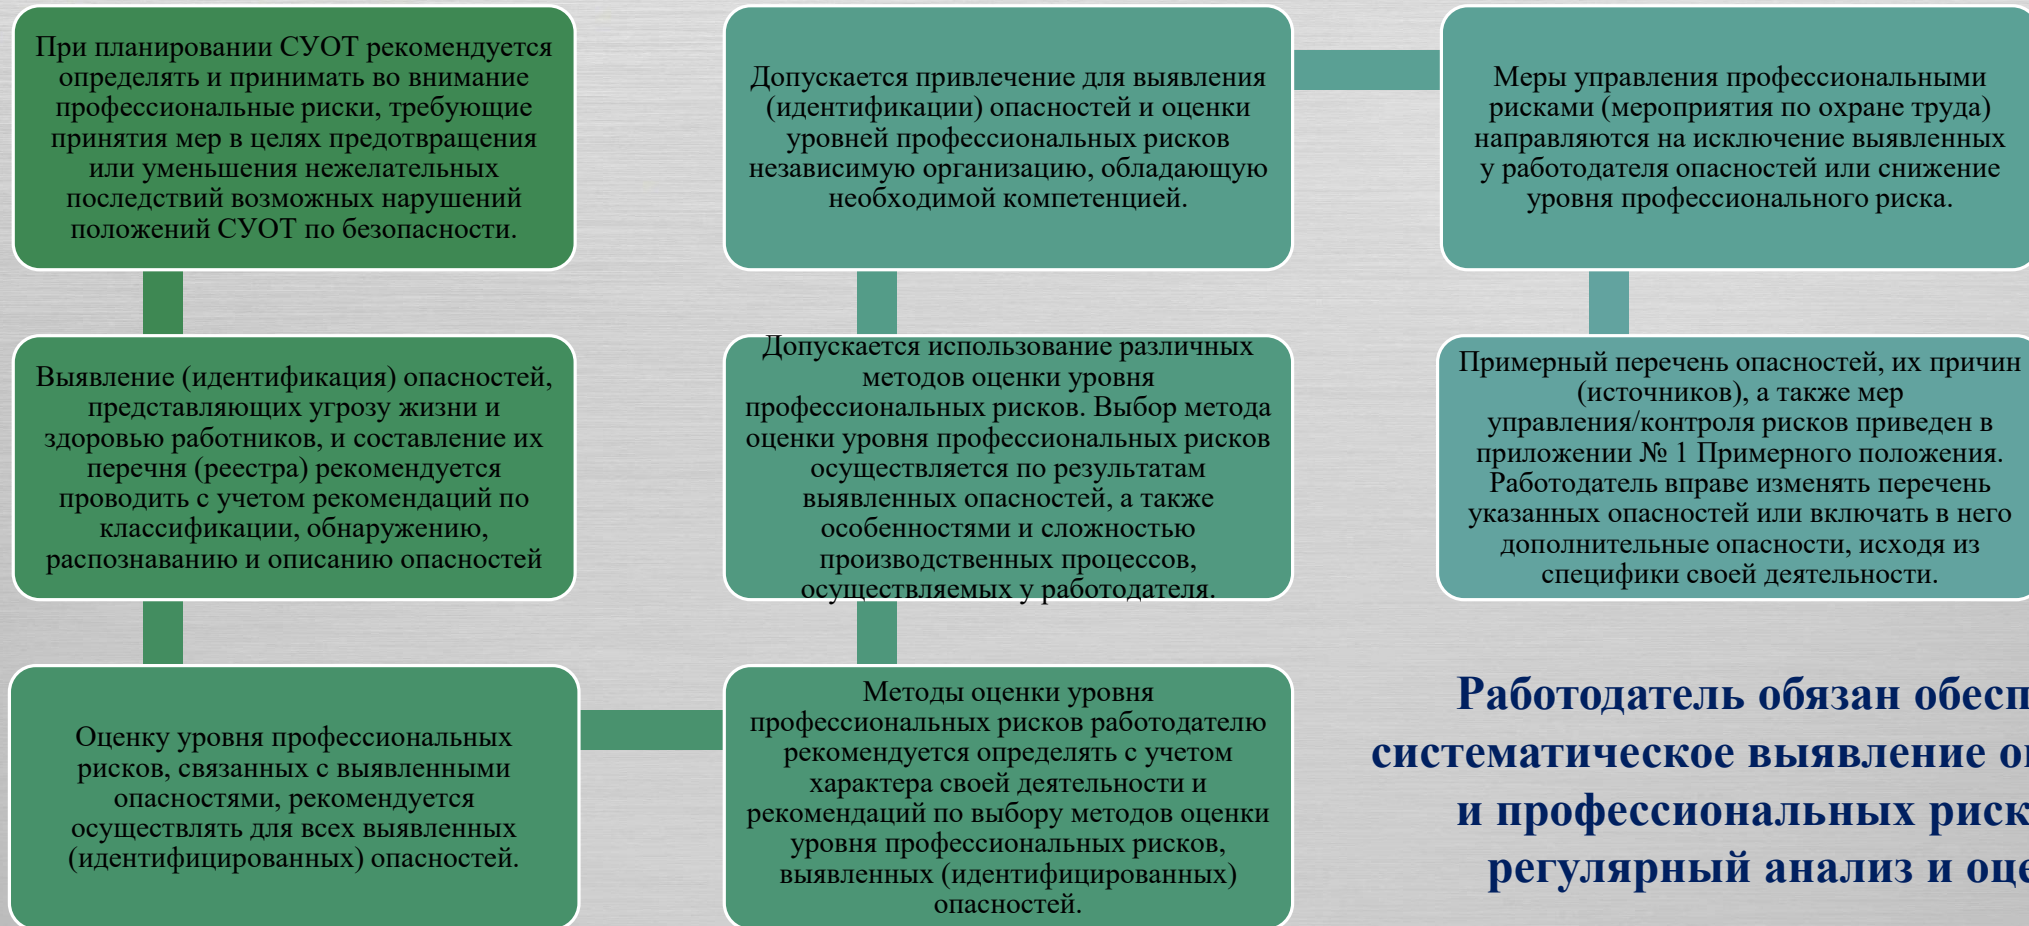 При планировании СУОТ рекомендуется
определять и принимать во внимание
профессиональные риски, требующие
принятия мер в целях предотвращения
или уменьшения нежелательных
последствий возможных нарушений
положений СУОТ по безопасности.
Выявление (идентификация) опасностей,
представляющих угрозу жизни и
здоровью работников, и составление их
перечня (реестра) рекомендуется
проводить с учетом рекомендаций по
классификации, обнаружению,
распознаванию и описанию опасностей
Оценку уровня профессиональных
рисков, связанных с выявленными
опасностями, рекомендуется
осуществлять для всех выявленных
(идентифицированных) опасностей.
Методы оценки уровня
профессиональных рисков работодателю
рекомендуется определять с учетом
характера своей деятельности и
рекомендаций по выбору методов оценки
уровня профессиональных рисков,
выявленных (идентифицированных)
опасностей.
Допускается использование различных
методов оценки уровня
профессиональных рисков. Выбор метода
оценки уровня профессиональных рисков
осуществляется по результатам
выявленных опасностей, а также
особенностями и сложностью
производственных процессов,
осуществляемых у работодателя.
Допускается привлечение для выявления
(идентификации) опасностей и оценки
уровней профессиональных рисков
независимую организацию, обладающую
необходимой компетенцией.
Меры управления профессиональными
рисками (мероприятия по охране труда)
направляются на исключение выявленных
у работодателя опасностей или снижение
уровня профессионального риска.
Примерный перечень опасностей, их причин
(источников), а также мер
управления/контроля рисков приведен в
приложении № 1 Примерного положения.
Работодатель вправе изменять перечень
указанных опасностей или включать в него
дополнительные опасности, исходя из
специфики своей деятельности.
Работодатель обязан
систематическое выявление
и профессиональных
регулярный анализ и